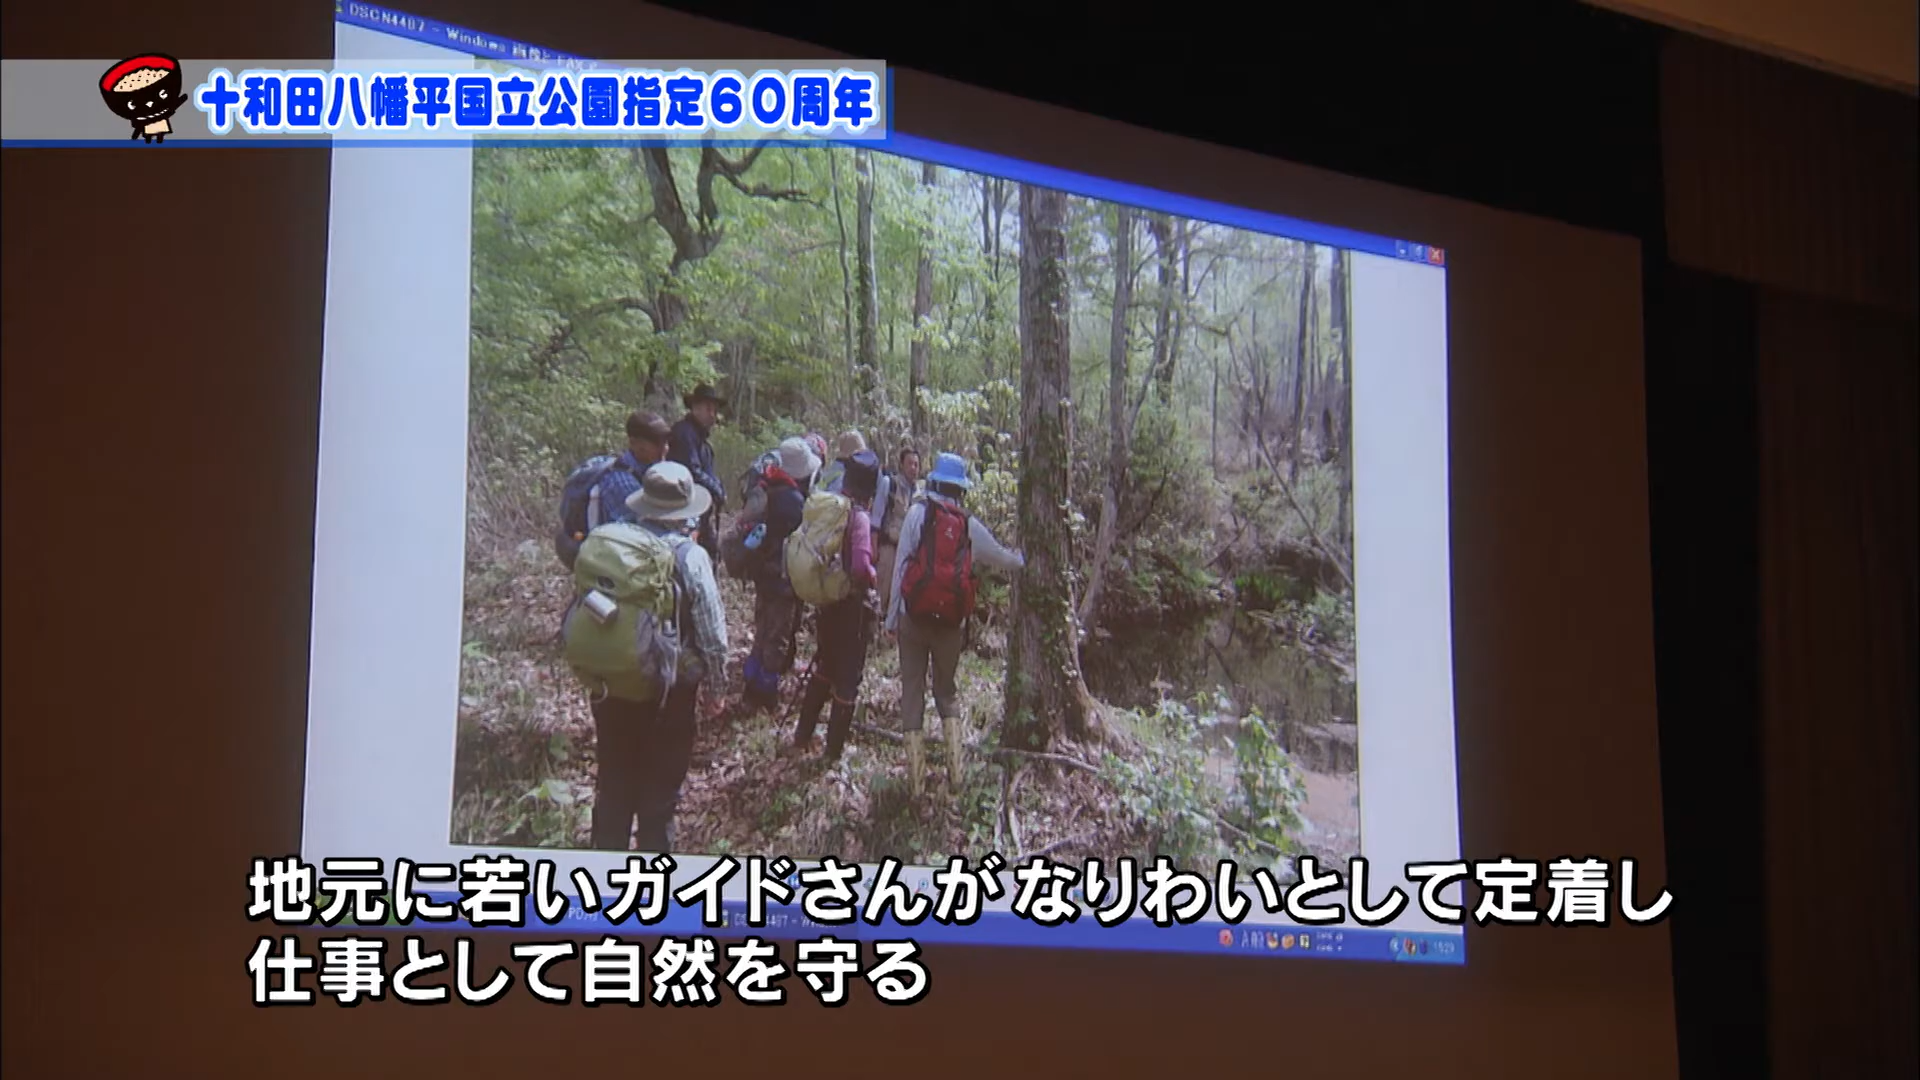 DSCN4487 - Windows
十和田八幡平国立公園指定60周年
地元に若いガイドさんがなりわいとして定着し
仕事として自然を守る